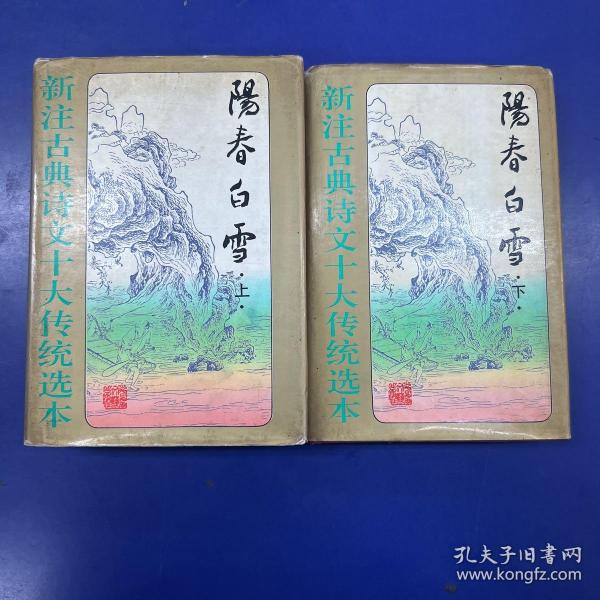 新注古典诗文十大传统选本
陽春白雪
·上·
新注古典诗文十大传统选本
陽春白雪
·下·
孔夫子旧书网
www.kongfz.com